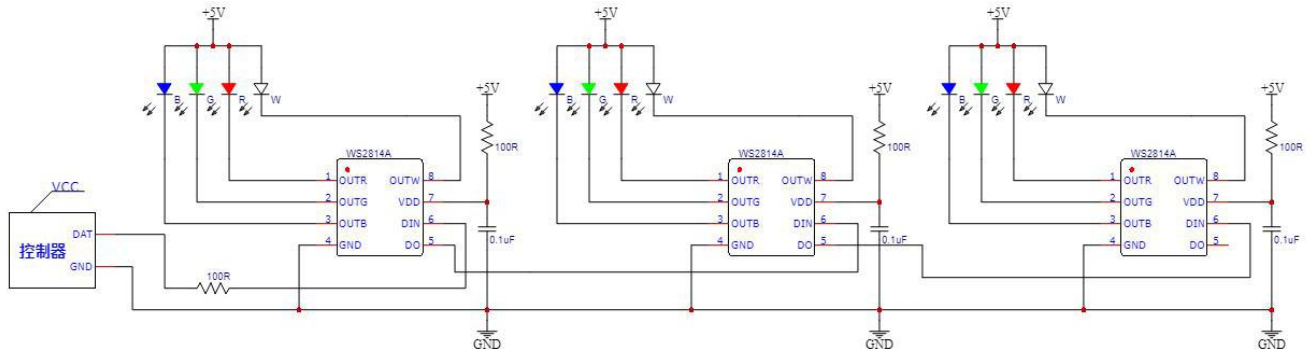 +5V
+5V
+5V
B
G
R
W
B
G
R
W
B
G
R
W
+5V
+5V
+5V
100R
100R
100R
WS2814A
WS2814A
WS2814A
1 OUTR OUTW 8
2 OUTG VDD 7
3 OUTB DIN 6
4 GND DO 5
0.1uF
1 OUTR OUTW 8
2 OUTG VDD 7
3 OUTB DIN 6
4 GND DO 5
0.1uF
1 OUTR OUTW 8
2 OUTG VDD 7
3 OUTB DIN 6
4 GND DO 5
0.1uF
VCC
DAT
控制器
GND
100R
GND
GND
GND